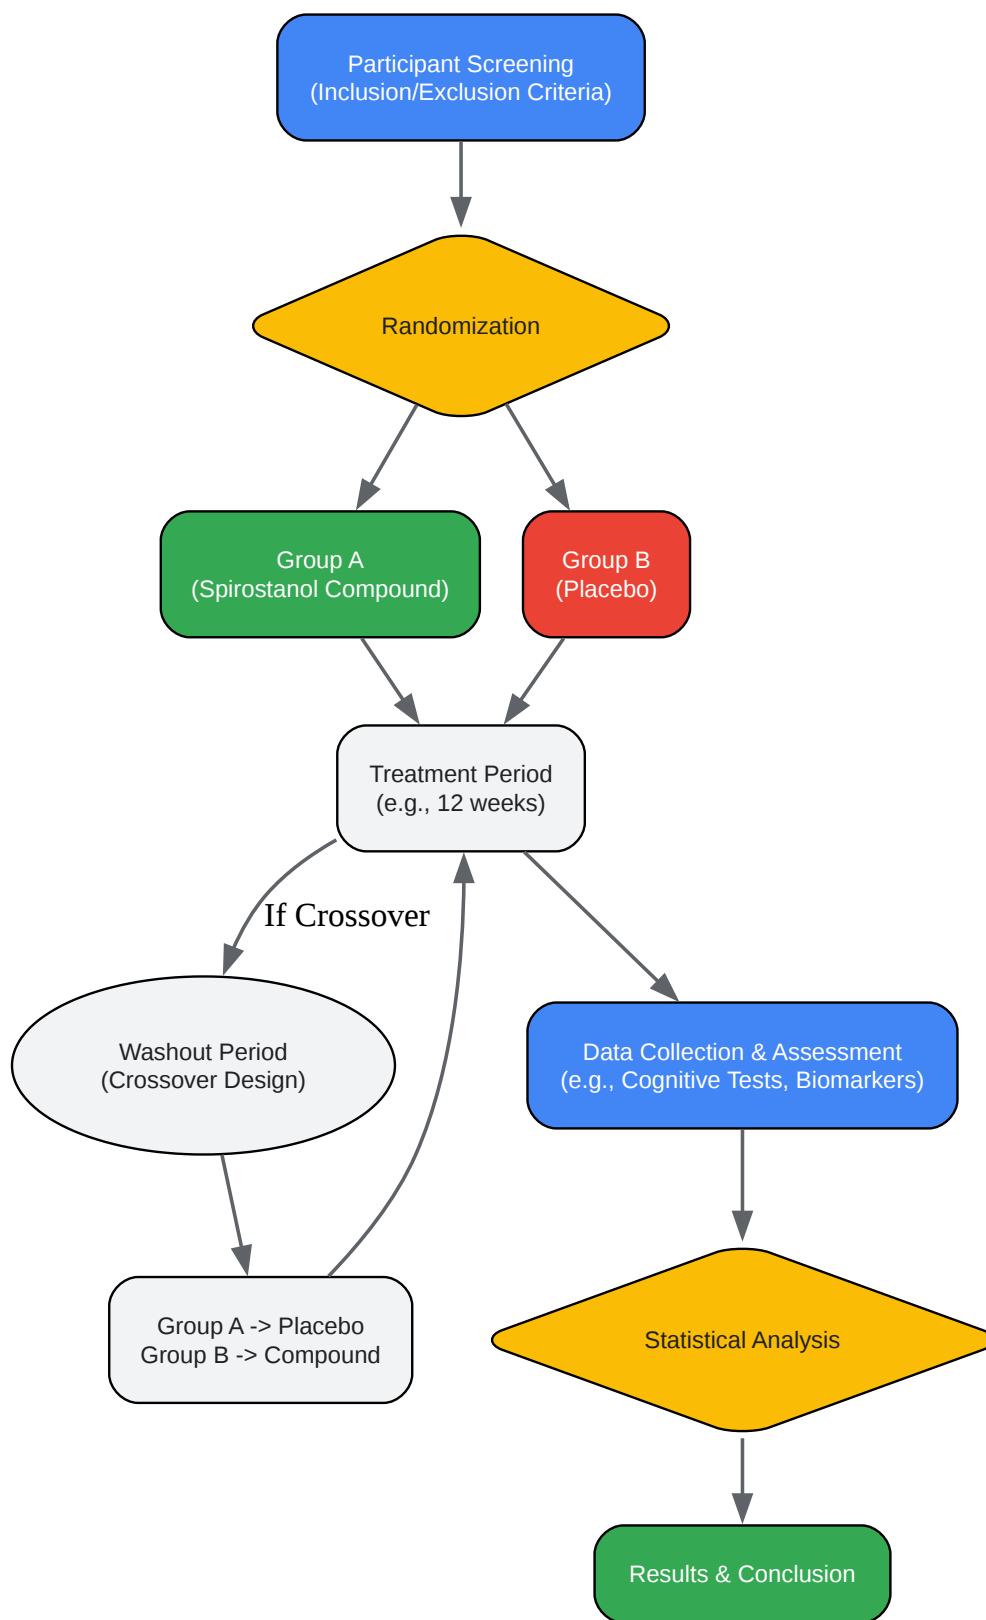 Participant Screening
(Inclusion/Exclusion Criteria)
Randomization
Group A
(Spirostanol Compound)
Group B
(Placebo)
Treatment Period
(e.g., 12 weeks)
If Crossover
Washout Period
(Crossover Design)
Data Collection & Assessment
(e.g., Cognitive Tests, Biomarkers)
Group A -> Placebo
Group B -> Compound
Statistical Analysis
Results & Conclusion